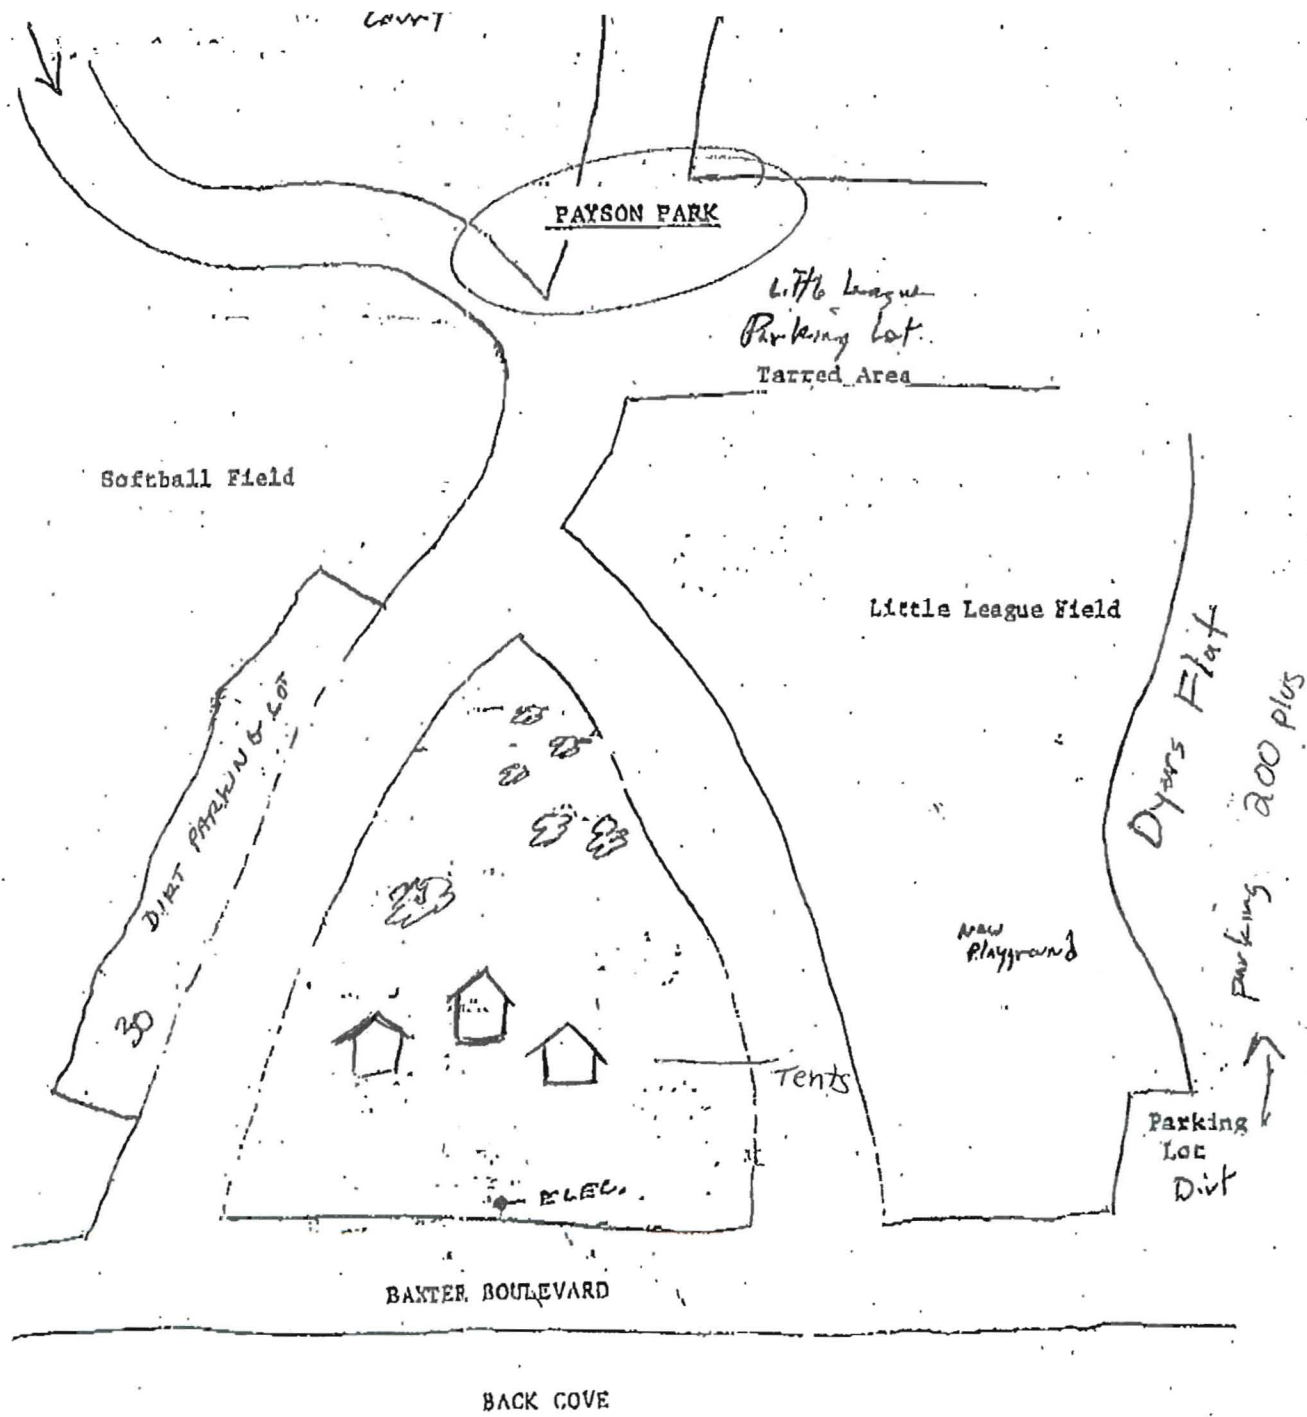 Court
PAYSON PARK
Little League
Parking Lot
Tarred Area
Softball Field
Little League Field
Dyers Flat
Parking 200 plus
DIRT PARKING LOT
30
New
Playground
Tents
Parking
Lot
Dirt
ELEC.
BAXTER BOULEVARD
BACK COVE